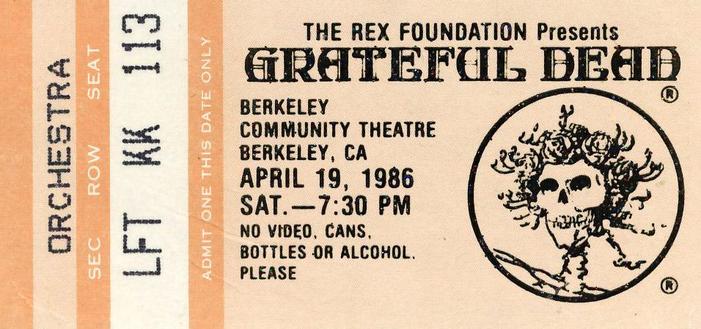 ORCHESTRA
SEC ROW SEAT
LFT KK 113
ADMIT ONE THIS DATE ONLY
THE REX FOUNDATION Presents
GRATEFUL DEAD
®
BERKELEY
COMMUNITY THEATRE
BERKELEY, CA
APRIL 19, 1986
SAT.—7:30 PM
NO VIDEO, CANS,
BOTTLES OR ALCOHOL.
PLEASE
®